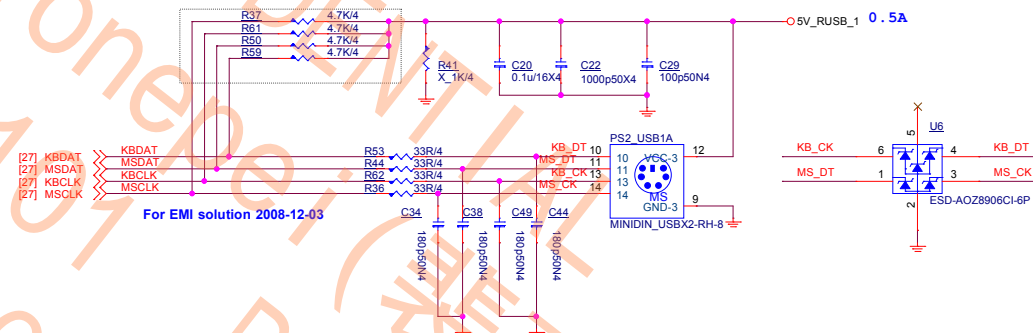 R37 4.7K/4
R61 4.7K/4
R50 4.7K/4
R59 4.7K/4
R41
X_1K/4
C20
0.1u/16X4
C22
1000p50X4
C29
100p50N4
5V_RUSB_1 0.5A
[27] KBDAT KBDAT R53 33R/4 KB_DT 10
[27] MSDAT MSDAT R44 33R/4 MS_DT 11
[27] KBCLK KBCLK R62 33R/4 KB_CK 13
[27] MSCLK MSCLK R36 33R/4 MS_CK 14
For EMI solution 2008-12-03
C34 C38 C49 C44
180p50N4 180p50N4 180p50N4 180p50N4
PS2_USB1A
10 VCC-3 12
11
13
14 MS
GND-3 9
MINIDIN_USBX2-RH-8
U6
5
KB_CK 6 4 KB_DT
MS_DT 1 3 MS_CK
2
ESD-AOZ8906CI-6P
DENTIAL
onepei
101